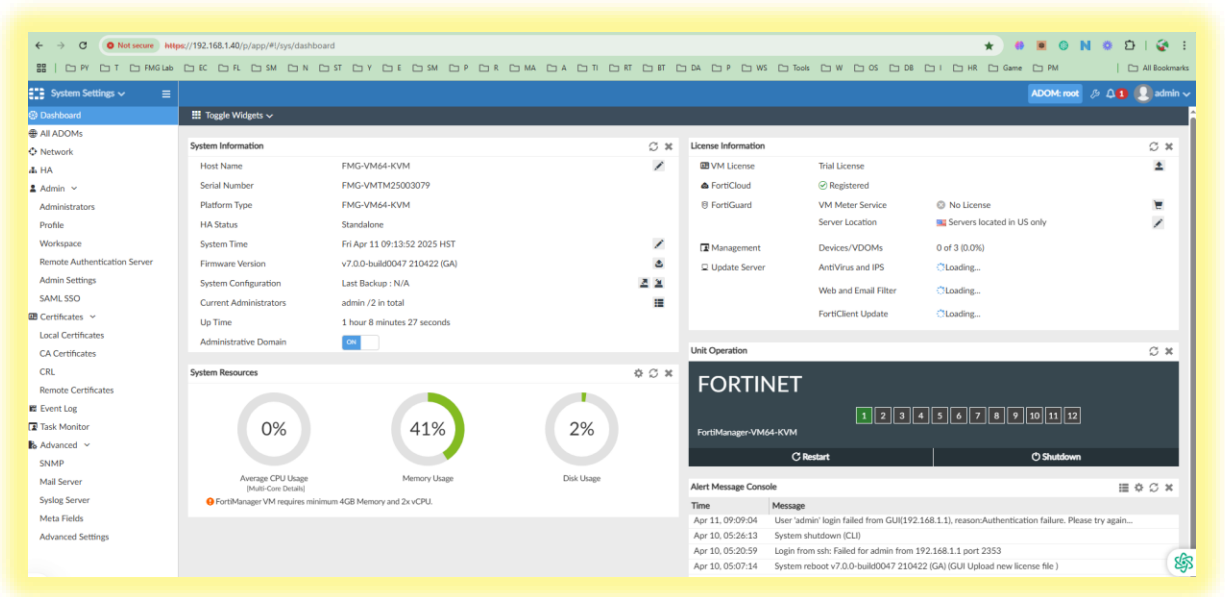 Not secure https://192.168.1.40/p/app/#!/sys/dashboard
PY T FMG Lab EC FL SM N ST Y E SM P R MA A TI RT BT DA P WS Tools W OS DB I HR Game PM All Bookmarks
System Settings ADOM: root 1 admin
Dashboard
All ADOMs
Network
HA
Admin
Administrators
Profile
Workspace
Remote Authentication Server
Admin Settings
SAML SSO
Certificates
Local Certificates
CA Certificates
CRL
Remote Certificates
Event Log
Task Monitor
Advanced
SNMP
Mail Server
Syslog Server
Meta Fields
Advanced Settings
Toggle Widgets
System Information
Host Name FMG-VM64-KVM
Serial Number FMG-VMTM25003079
Platform Type FMG-VM64-KVM
HA Status Standalone
System Time Fri Apr 11 09:13:52 2025 HST
Firmware Version v7.0.0-build0047 210422 (GA)
System Configuration Last Backup : N/A
Current Administrators admin /2 in total
Up Time 1 hour 8 minutes 27 seconds
Administrative Domain ON
System Resources
0% 41% 2%
Average CPU Usage Memory Usage Disk Usage
(Multi-Core Details)
FortiManager VM requires minimum 4GB Memory and 2x vCPU.
License Information
VM License Trial License
FortiCloud Registered
FortiGuard VM Meter Service No License
Server Location Servers located in US only
Management Devices/VDOMs 0 of 3 (0.0%)
Update Server AntiVirus and IPS Loading...
Web and Email Filter Loading...
FortiClient Update Loading...
Unit Operation
FORTINET
1 2 3 4 5 6 7 8 9 10 11 12
FortiManager-VM64-KVM
Restart Shutdown
Alert Message Console
Time Message
Apr 11, 09:09:04 User 'admin' login failed from GUI(192.168.1.1), reason:Authentication failure. Please try again...
Apr 10, 05:26:13 System shutdown (CLI)
Apr 10, 05:20:59 Login from ssh: Failed for admin from 192.168.1.1 port 2353
Apr 10, 05:07:14 System reboot v7.0.0-build0047 210422 (GA) (GUI Upload new license file )